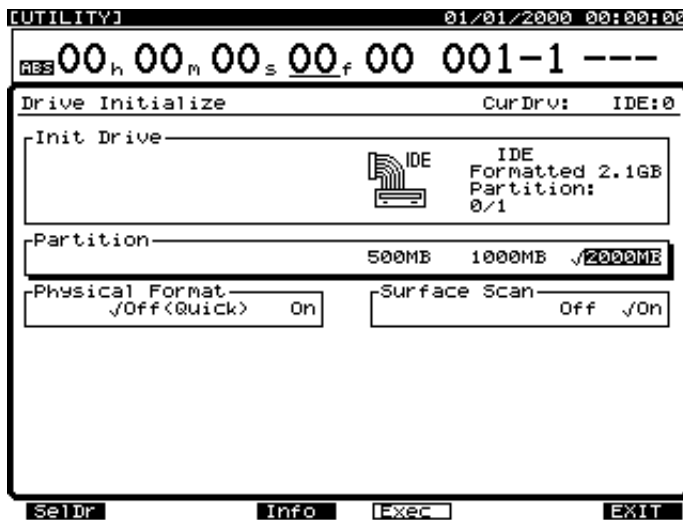 [UTILITY] 01/01/2000 00:00:00
ABS 00h 00m 00s 00f 00 001-1 ---
Drive Initialize CurDrv: IDE:0
Init Drive
IDE IDE
Formatted 2.1GB
Partition:
0/1
Partition
500MB 1000MB √2000MB
Physical Format Surface Scan
√Off(Quick) On Off √On
SelDr Info Exec EXIT